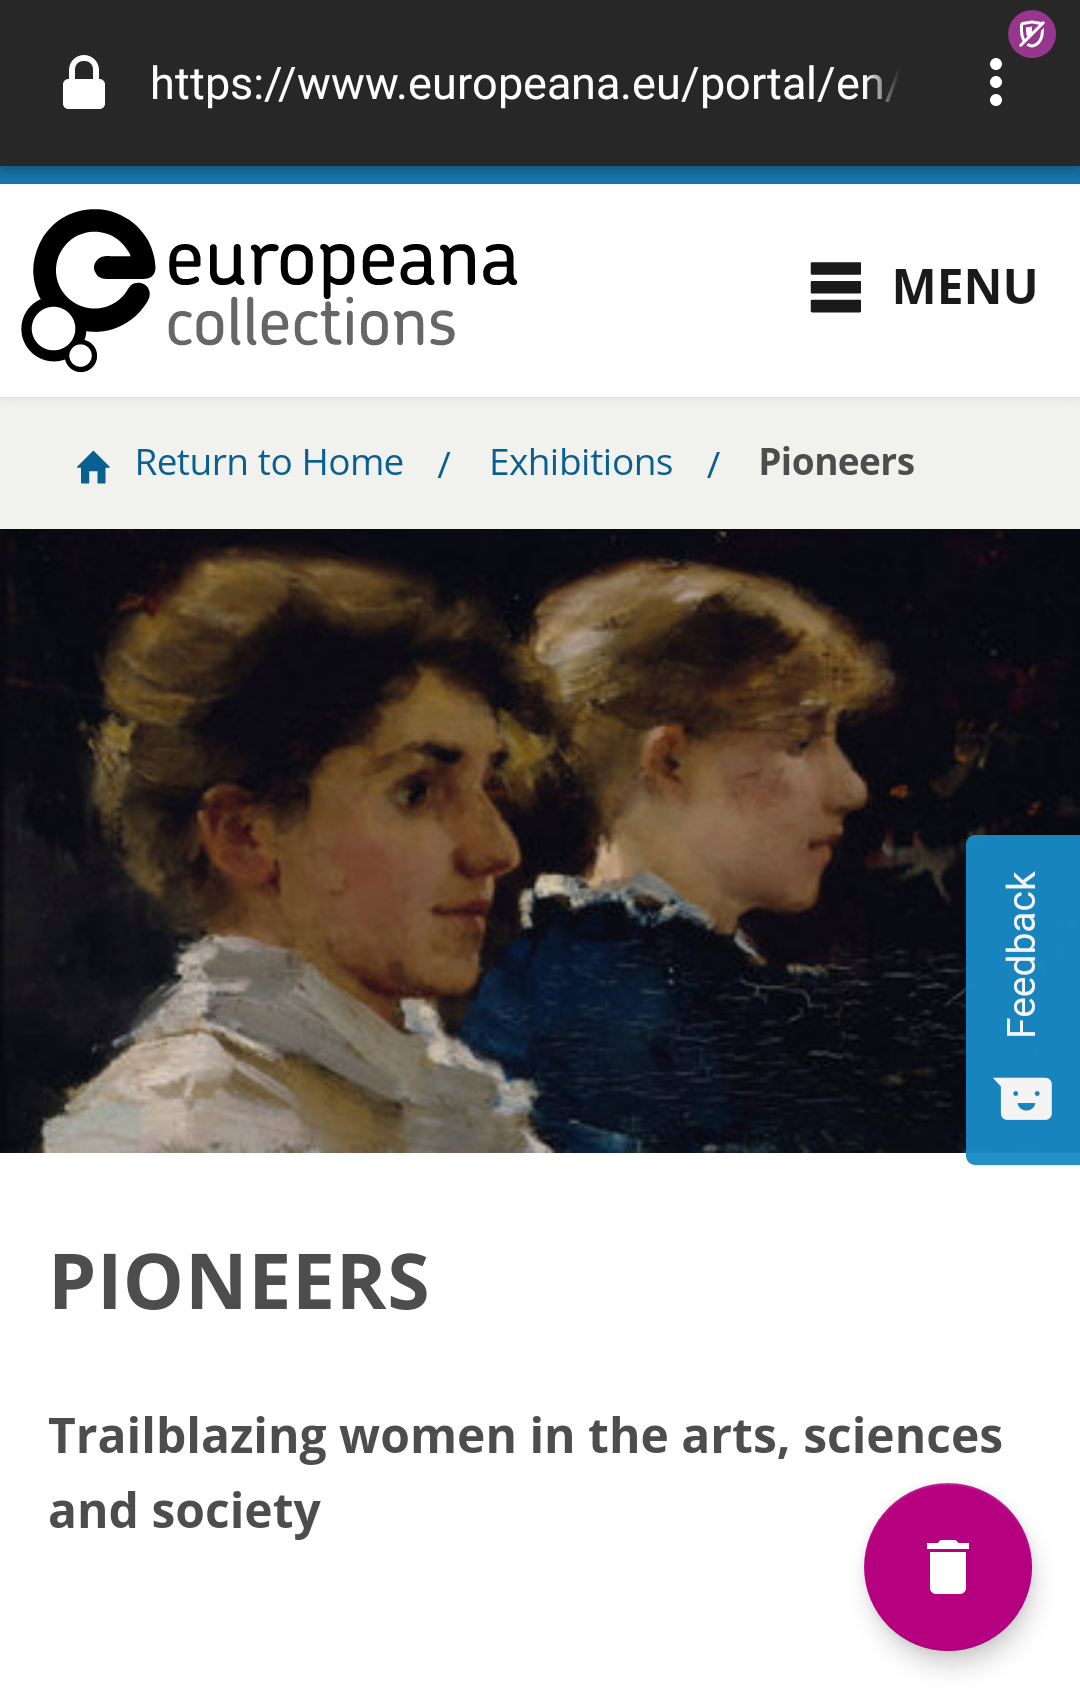 https://www.europeana.eu/portal/en/
europeana
collections
MENU
Return to Home / Exhibitions / Pioneers
Feedback
PIONEERS
Trailblazing women in the arts, sciences
and society